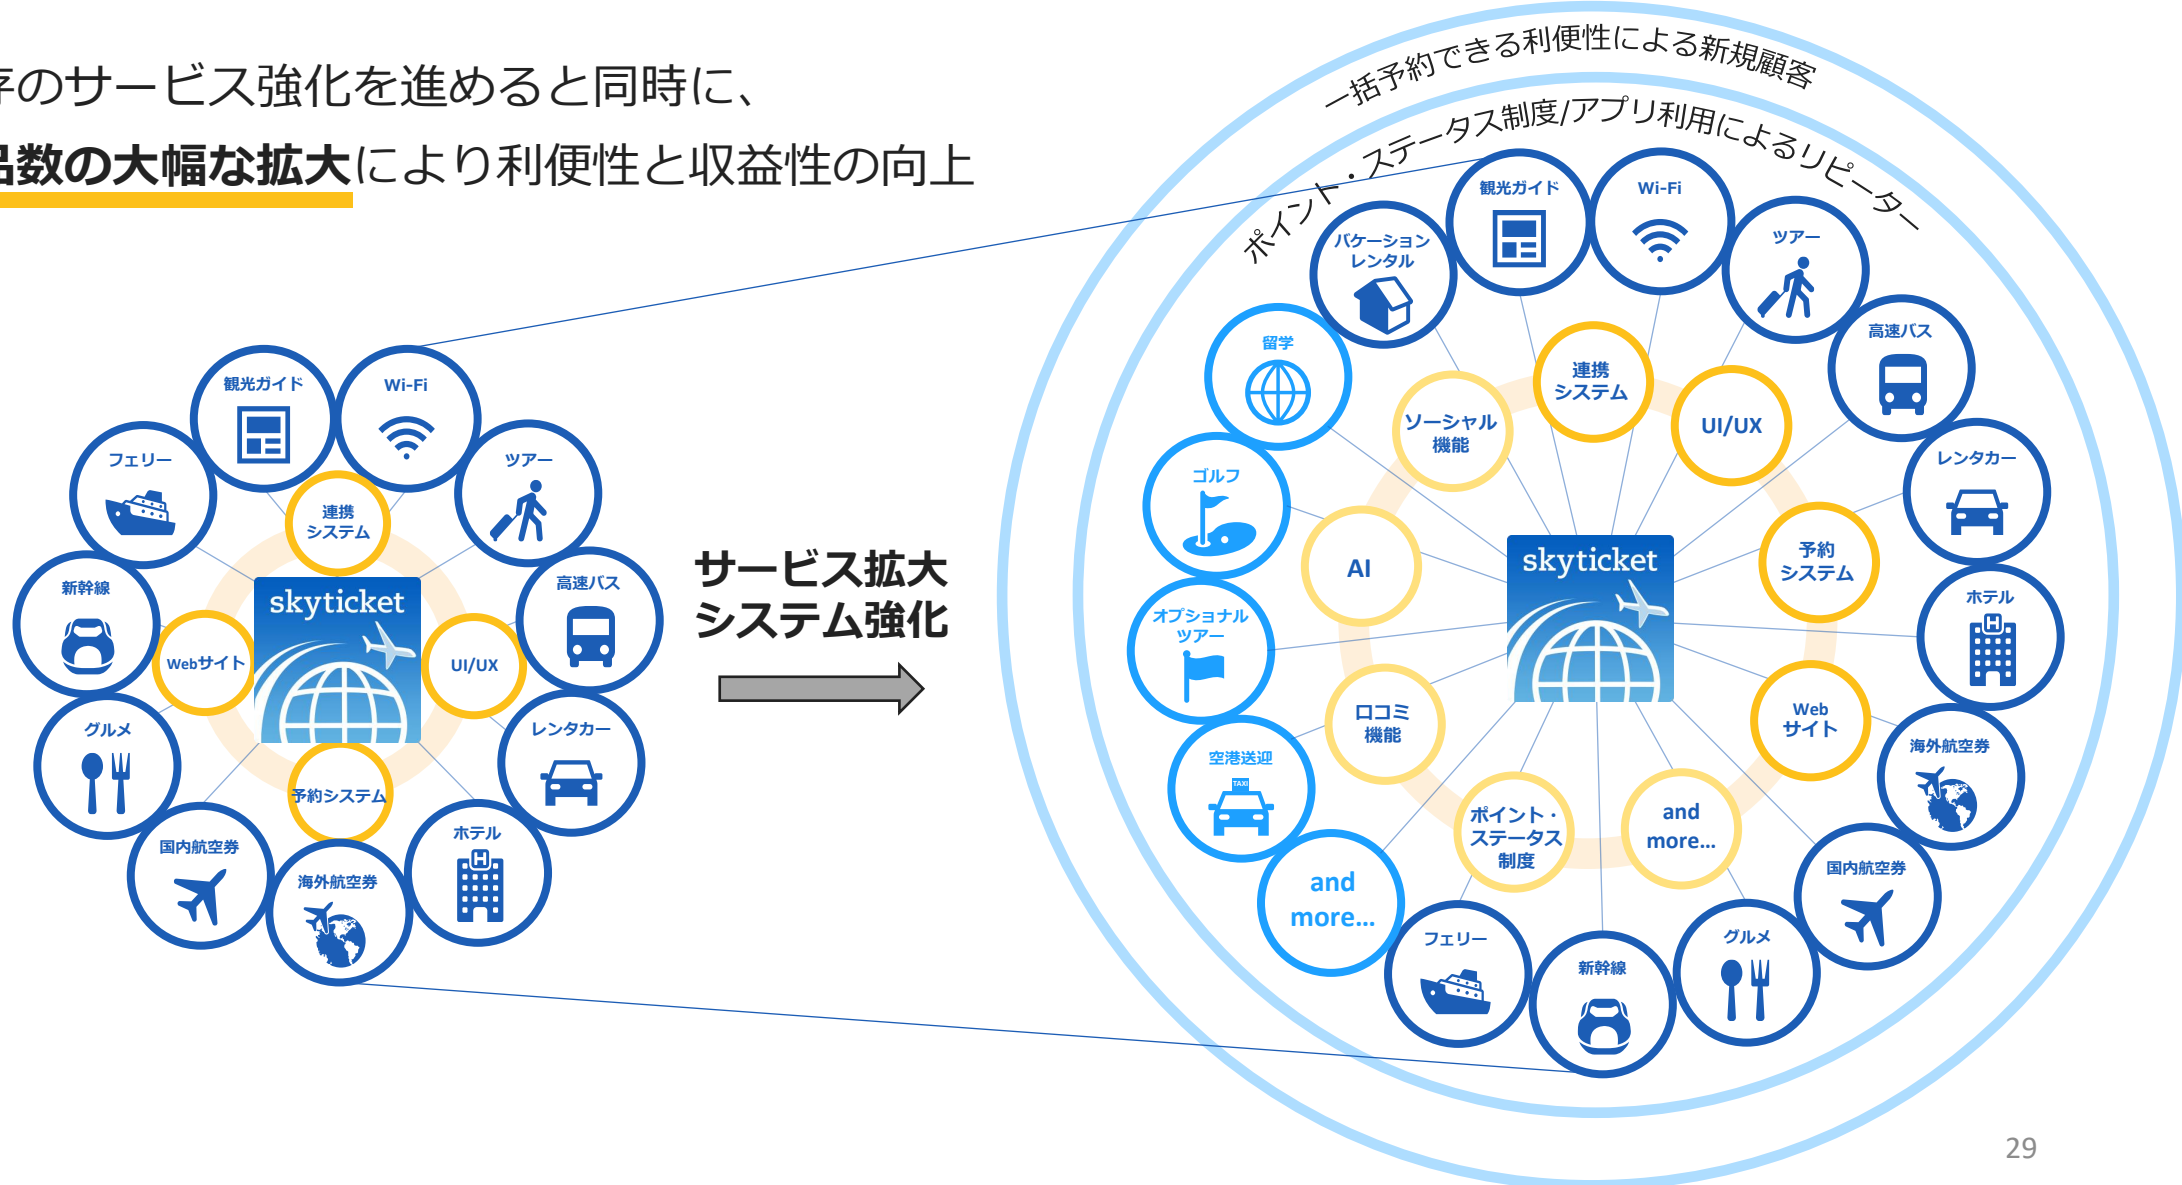 のサービス強化を進めると同時に、
数の大幅な拡大により利便性と収益性の向上
観光ガイド
Wi-Fi
フェリー
ツアー
連携
システム
新幹線
高速バス
skyticket
Webサイト
UI/UX
グルメ
レンタカー
予約システム
国内航空券
海外航空券
ホテル
H
サービス拡大
システム強化
一括予約できる利便性による新規顧客
ポイント・ステータス制度/アプリ利用によるリピーター
観光ガイド
Wi-Fi
バケーション
レンタル
ツアー
留学
高速バス
連携
システム
ソーシャル
機能
UI/UX
ゴルフ
レンタカー
AI
skyticket
予約
システム
オプショナル
ツアー
ホテル
H
口コミ
機能
Web
サイト
空港送迎
TAXI
海外航空券
ポイント・
ステータス
制度
and
more...
and
more...
国内航空券
フェリー
新幹線
グルメ
29